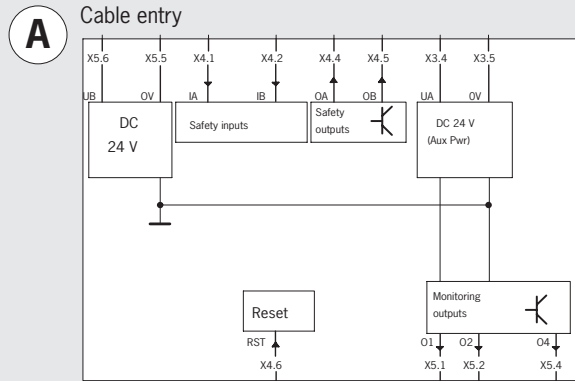 A
Cable entry
X5.6 X5.5 X4.1 X4.2 X4.4 X4.5 X3.4 X3.5
UB 0V IA IB OA OB UA 0V
DC
24 V
Safety inputs
Safety
outputs
DC 24 V
(Aux Pwr)
Reset
Monitoring
outputs
RST O1 O2 O4
X4.6 X5.1 X5.2 X5.4